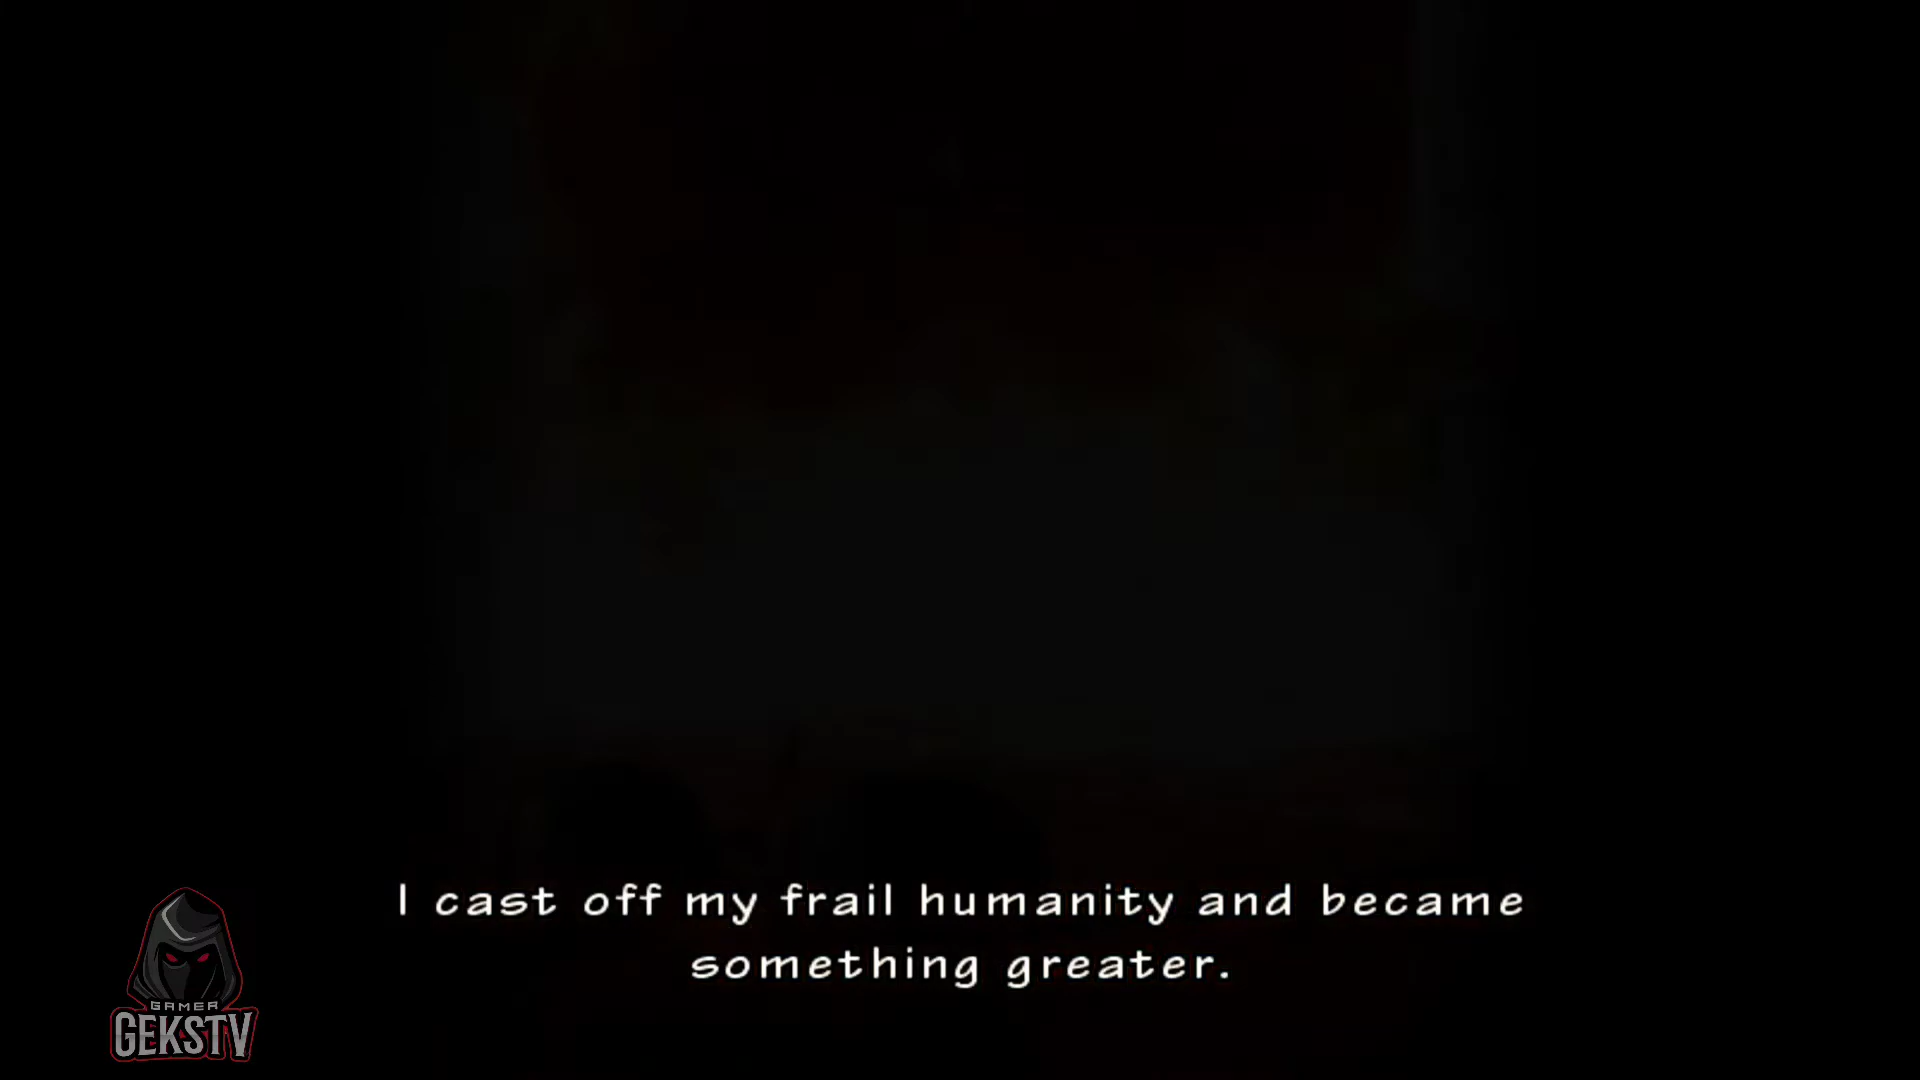 I cast off my frail humanity and became
something greater.
GAMER
GEKSTV